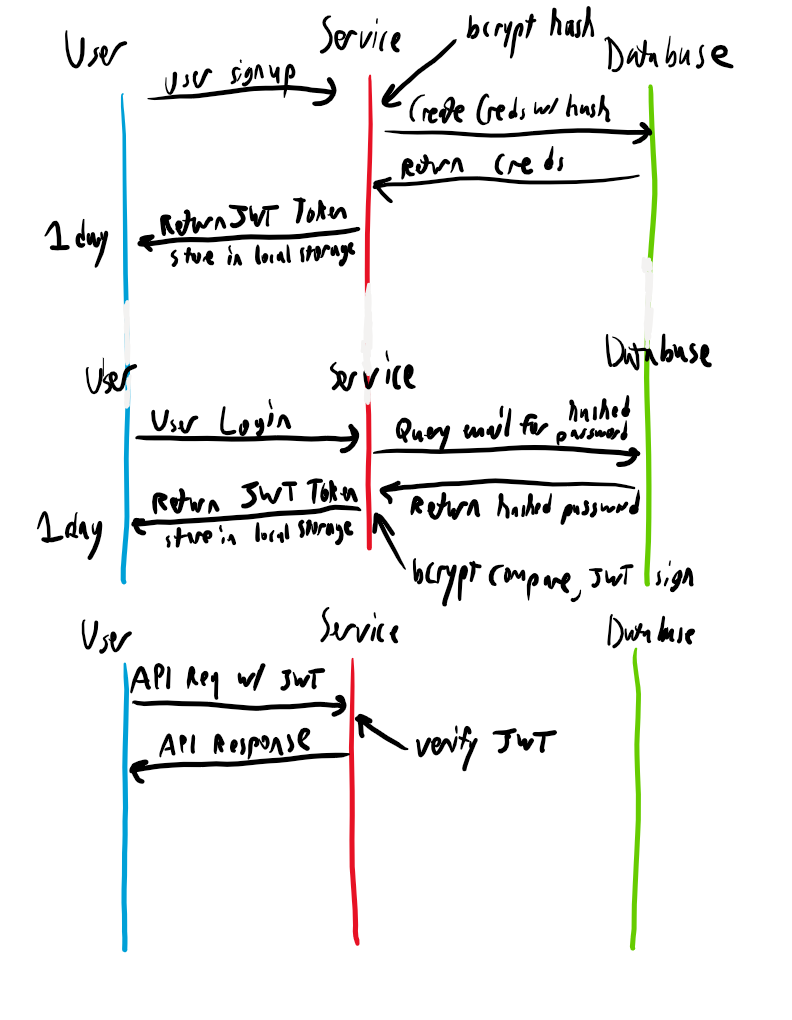 User
Service
bcrypt hash
Database
User signup
Create Creds w/ hash
Return Creds
Return JWT Token
store in local storage
1 day
User
Service
Database
User Login
Query email for hashed
password
Return hashed password
Return JWT Token
store in local storage
1 day
bcrypt compare, JWT sign
User
Service
Database
API Req w/ JWT
verify JWT
API Response